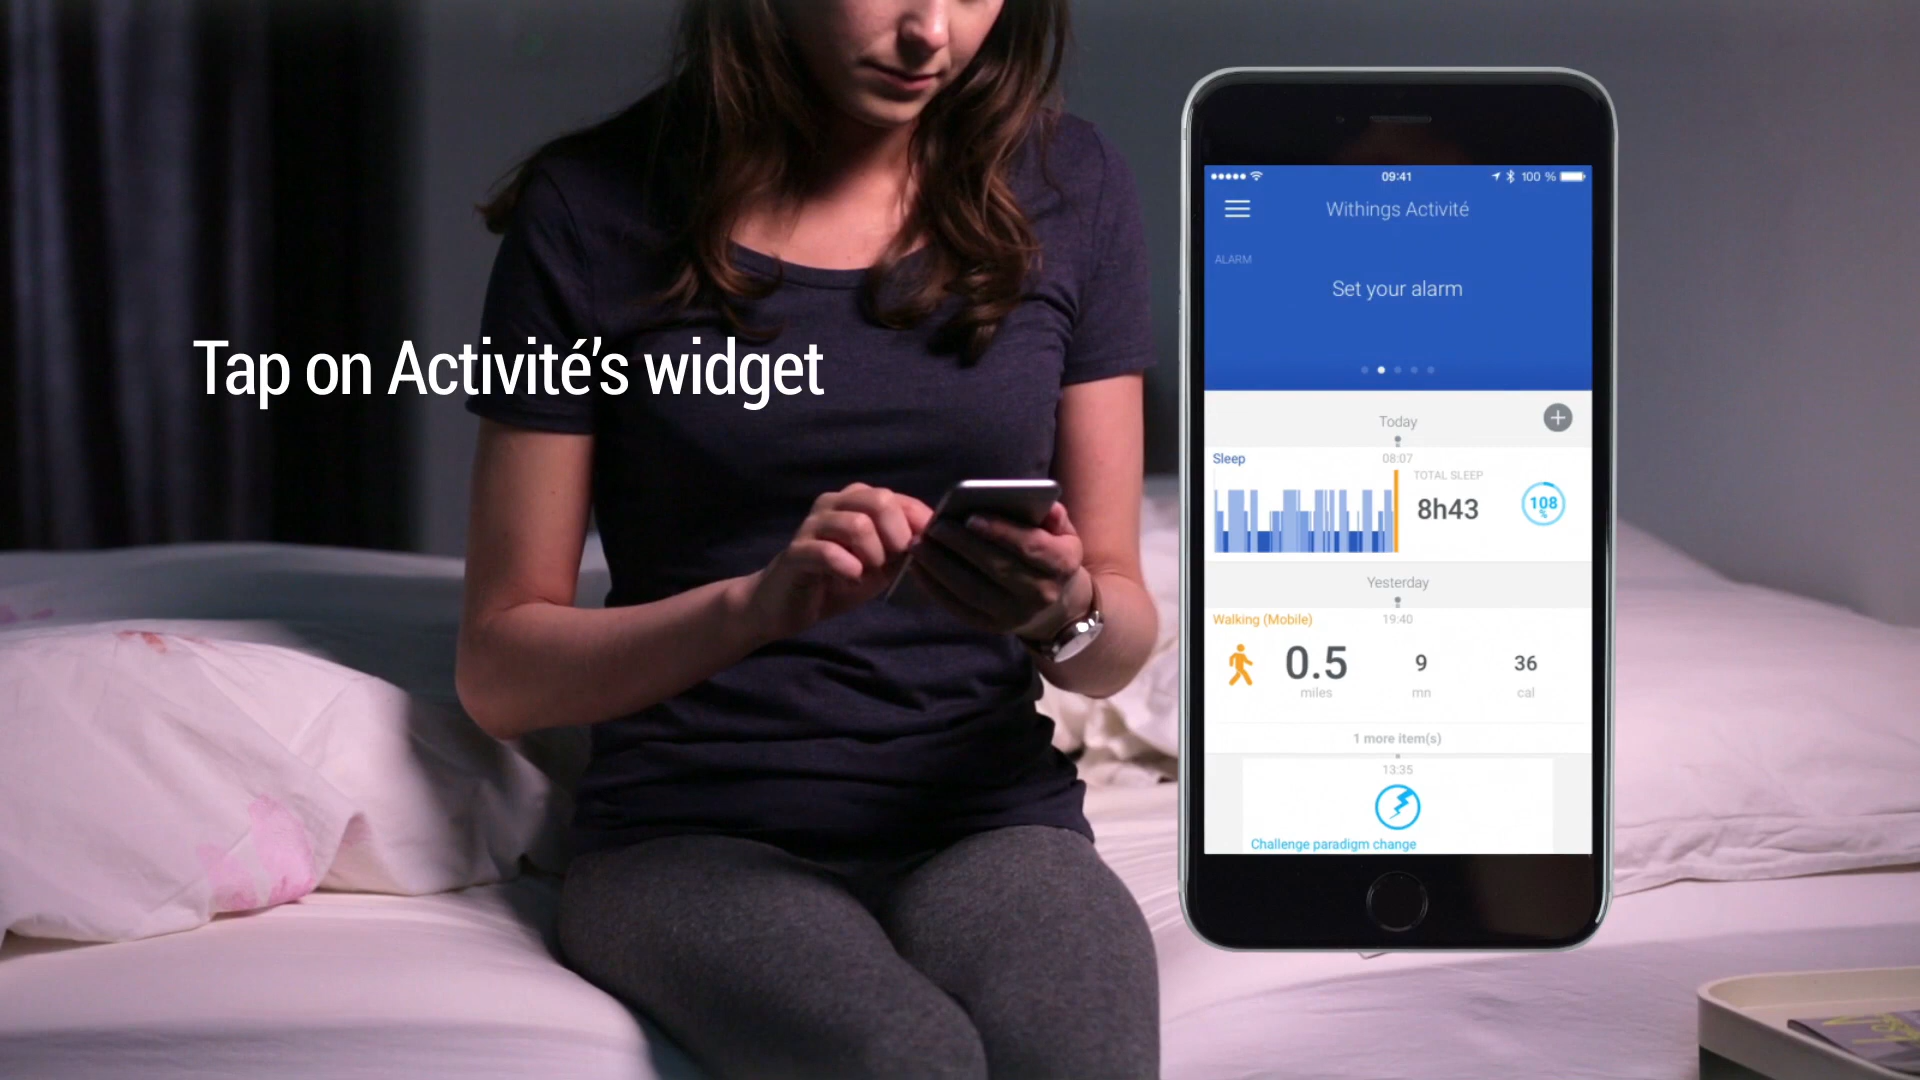 Tap on Activité’s widget
09:41
100 %
Withings Activité
ALARM
Set your alarm
Today
Sleep
08:07
TOTAL SLEEP
8h43
108
%
Yesterday
Walking (Mobile)
19:40
0.5
9
36
miles
mn
cal
1 more item(s)
13:35
Challenge paradigm change